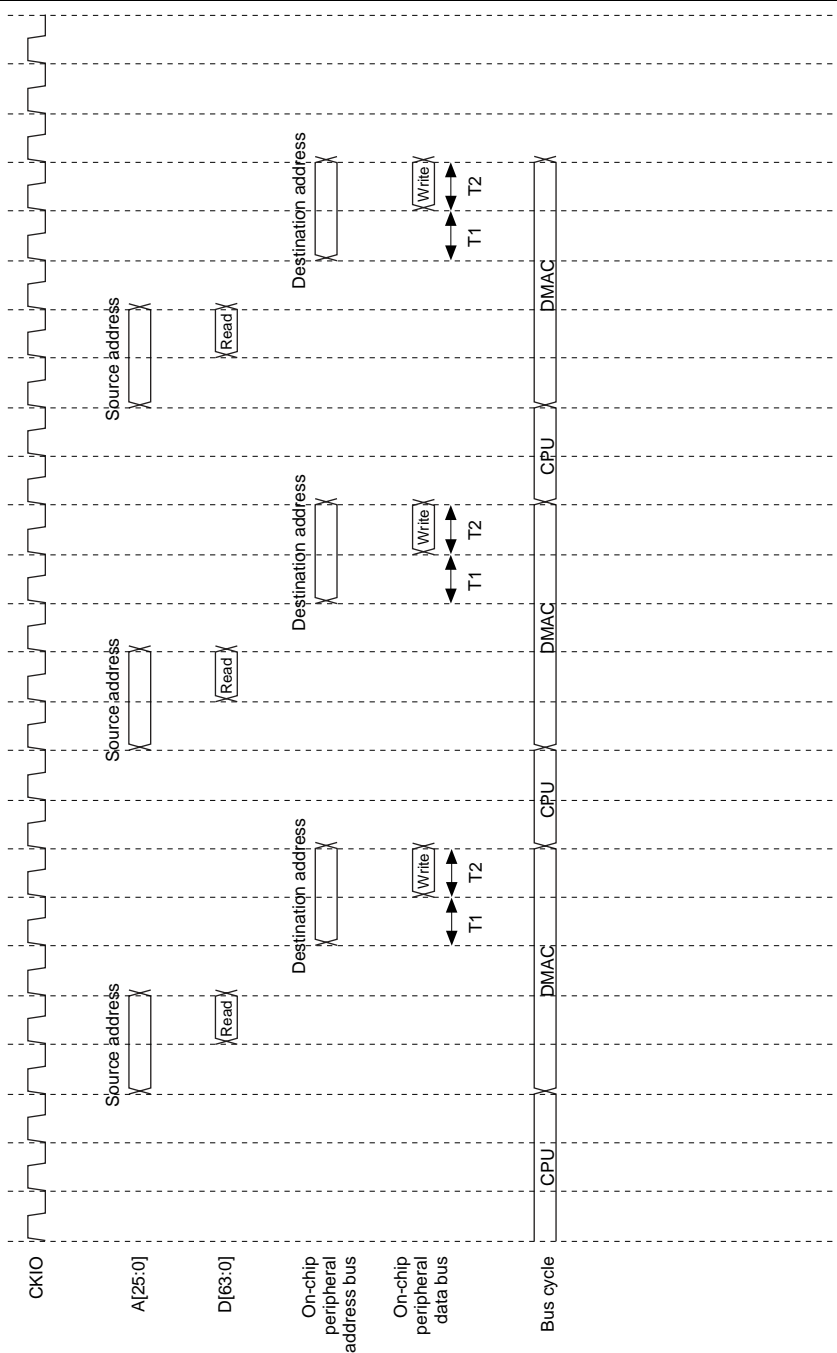 CKIO
Source address
Source address
Source address
A[25:0]
Read
Read
Read
D[63:0]
Destination address
Destination address
Destination address
On-chip
peripheral
address bus
Write
Write
Write
On-chip
peripheral
data bus
T1
T2
T1
T2
T1
T2
CPU
DMAC
CPU
DMAC
CPU
DMAC
Bus cycle